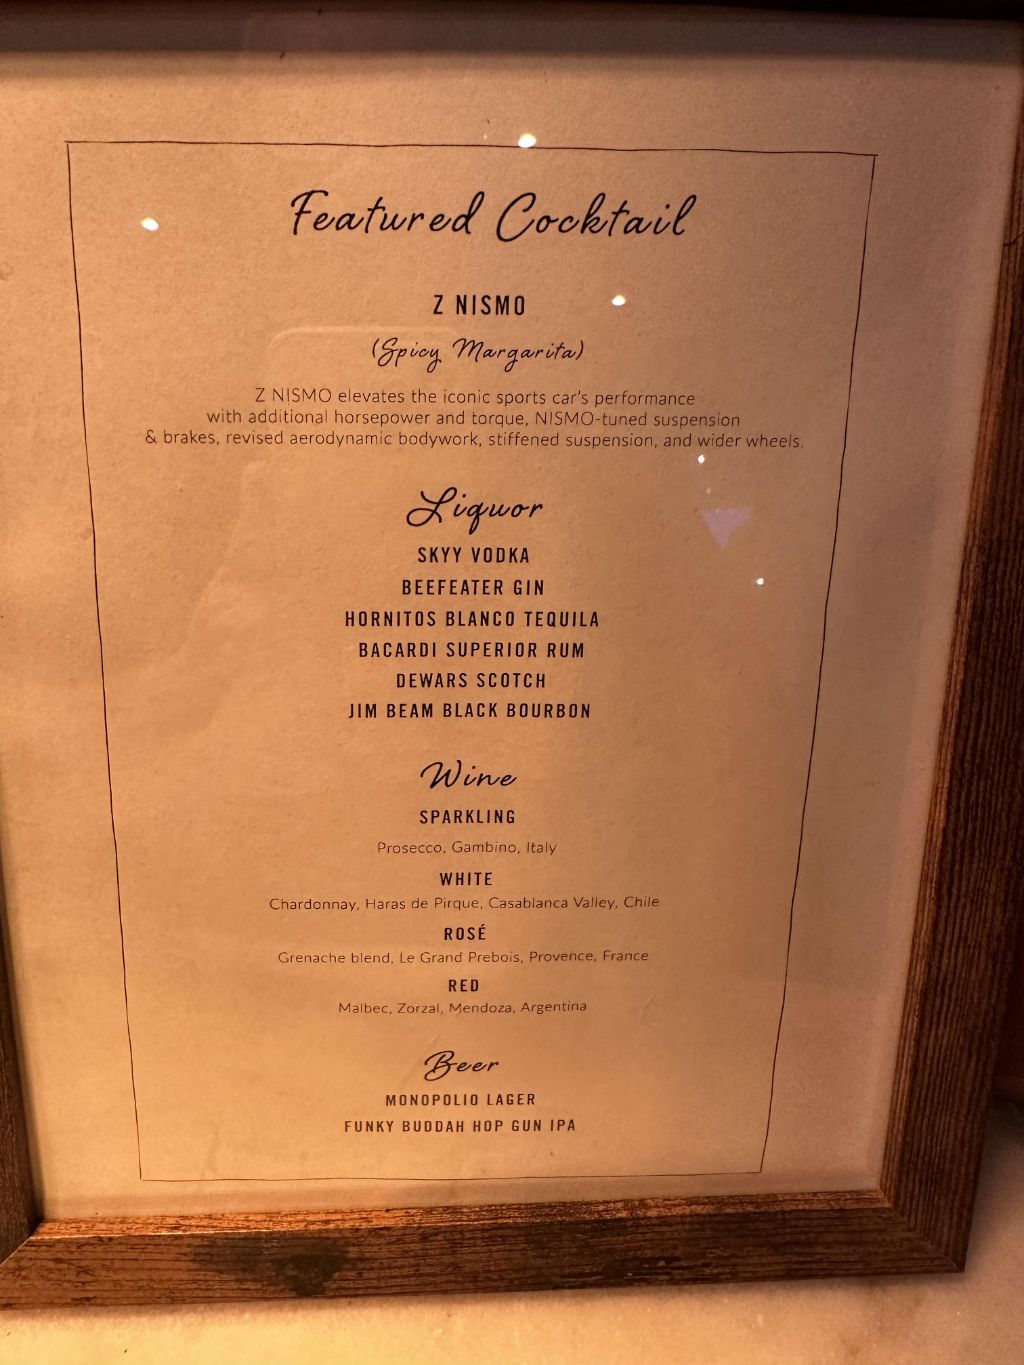 Featured Cocktail
Z NISMO
(Spicy Margarita)
Z NISMO elevates the iconic sports car's performance
with additional horsepower and torque, NISMO-tuned suspension
& brakes, revised aerodynamic bodywork, stiffened suspension, and wider wheels.
Liquor
SKYY VODKA
BEEFEATER GIN
HORNITOS BLANCO TEQUILA
BACARDI SUPERIOR RUM
DEWARS SCOTCH
JIM BEAM BLACK BOURBON
Wine
SPARKLING
Prosecco, Gambino, Italy
WHITE
Chardonnay, Haras de Pirque, Casablanca Valley, Chile
ROSÉ
Grenache blend, Le Grand Prebois, Provence, France
RED
Malbec, Zorzal, Mendoza, Argentina
Beer
MONOPOLIO LAGER
FUNKY BUDDAH HOP GUN IPA